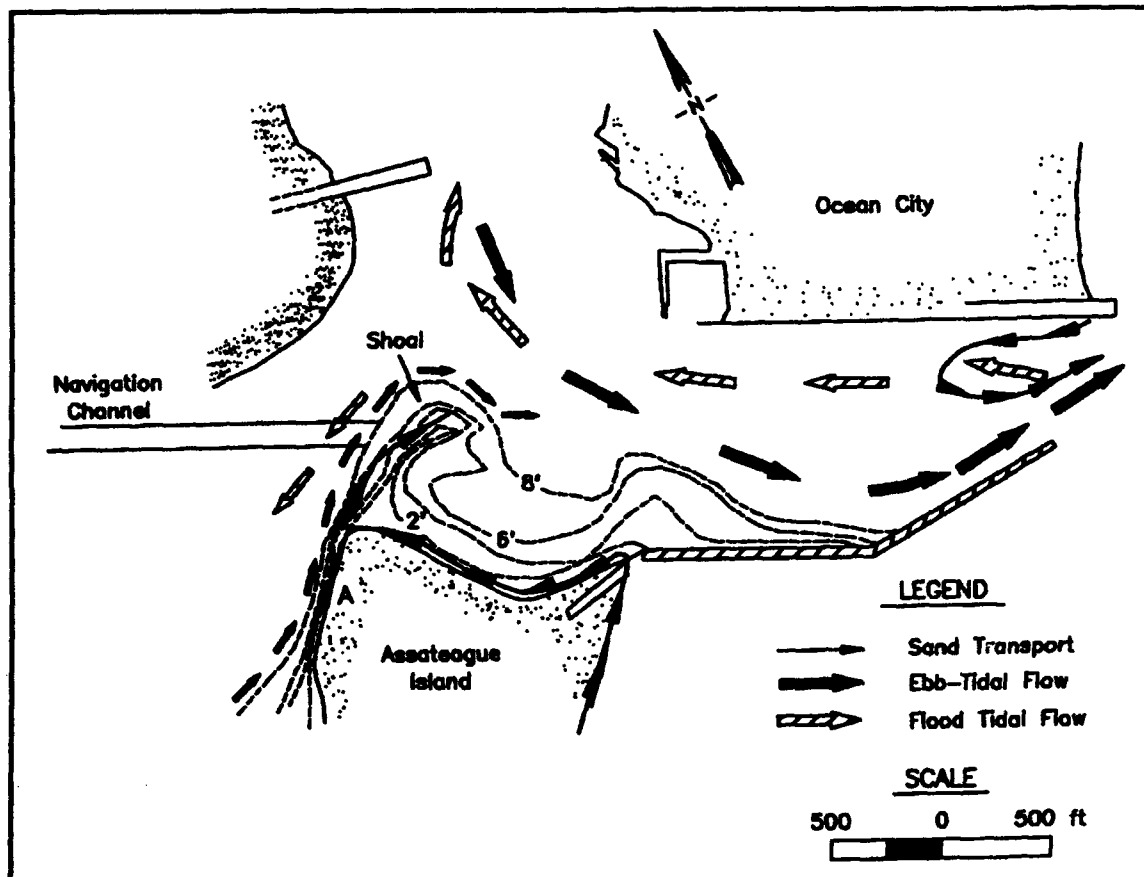 N
Ocean City
Shoal
Navigation
Channel
8'
2'
6'
A
Assateague
Island
LEGEND
Sand Transport
Ebb-Tidal Flow
Flood Tidal Flow
SCALE
500 0 500 ft